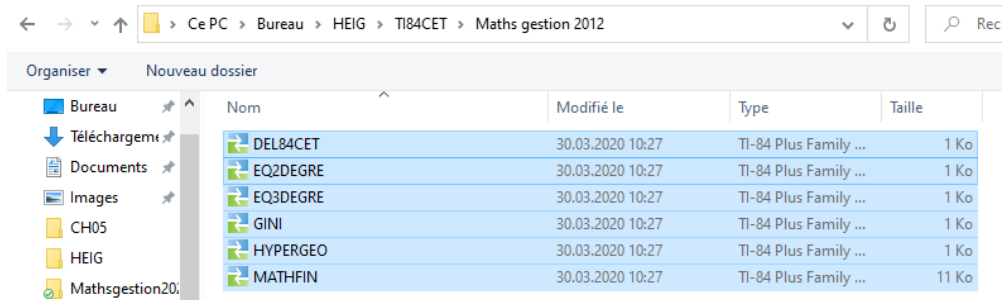 Ce PC > Bureau > HEIG > TI84CET > Maths gestion 2012 Rec
Organiser Nouveau dossier
Nom Modifié le Type Taille
Bureau
Téléchargeme
Documents
Images
CH05
HEIG
Mathsgestion20
DEL84CET 30.03.2020 10:27 TI-84 Plus Family ... 1 Ko
EQ2DEGRE 30.03.2020 10:27 TI-84 Plus Family ... 1 Ko
EQ3DEGRE 30.03.2020 10:27 TI-84 Plus Family ... 1 Ko
GINI 30.03.2020 10:27 TI-84 Plus Family ... 1 Ko
HYPERGEO 30.03.2020 10:27 TI-84 Plus Family ... 1 Ko
MATHFIN 30.03.2020 10:27 TI-84 Plus Family ... 11 Ko